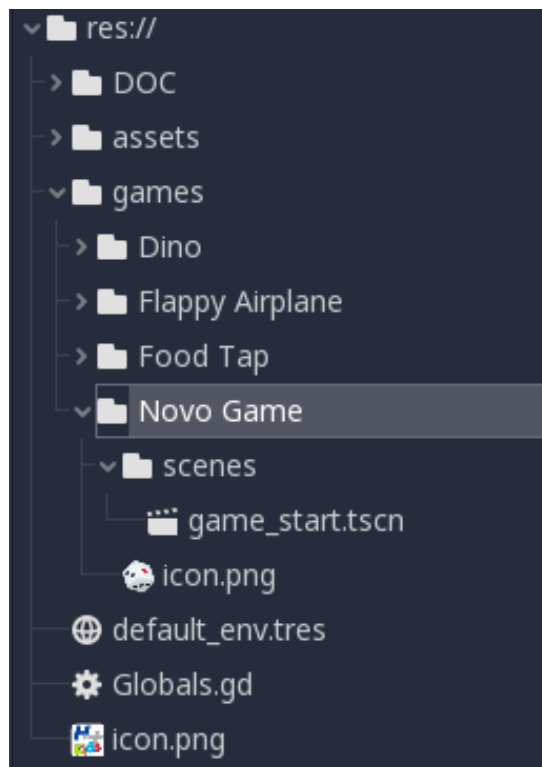 res://
DOC
assets
games
Dino
Flappy Airplane
Food Tap
Novo Game
scenes
game_start.tscn
icon.png
default_env.tres
Globals.gd
icon.png